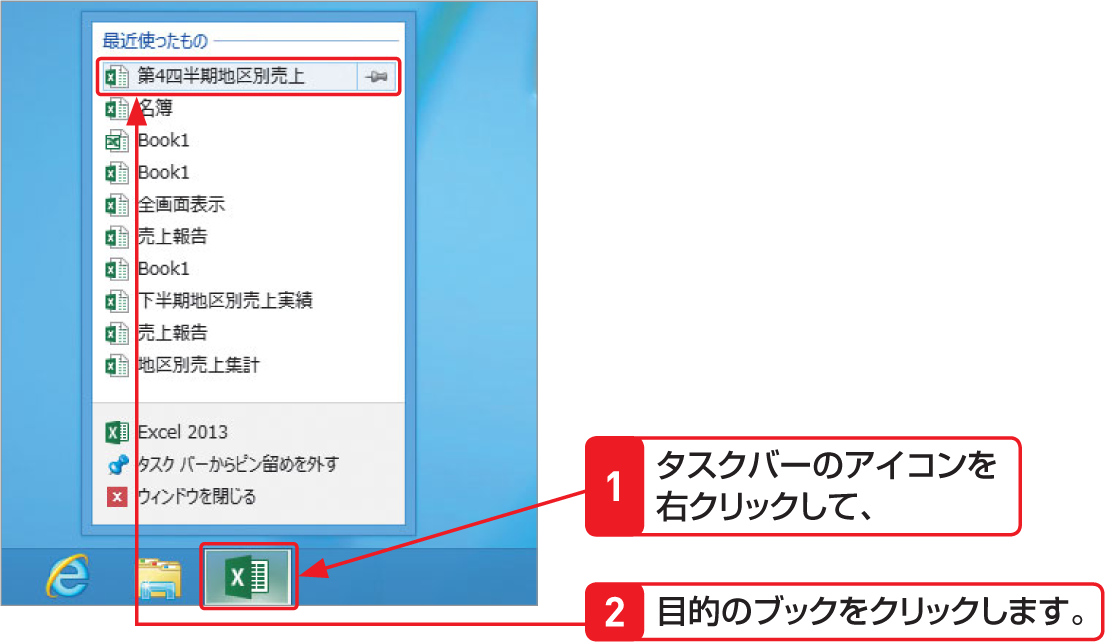 最近使ったもの
第4四半期地区別売上
名簿
Book1
Book1
全画面表示
売上報告
Book1
下半期地区別売上実績
売上報告
地区別売上集計
Excel 2013
タスク バーからピン留めを外す
ウィンドウを閉じる
1 タスクバーのアイコンを
右クリックして、
2 目的のブックをクリックします。